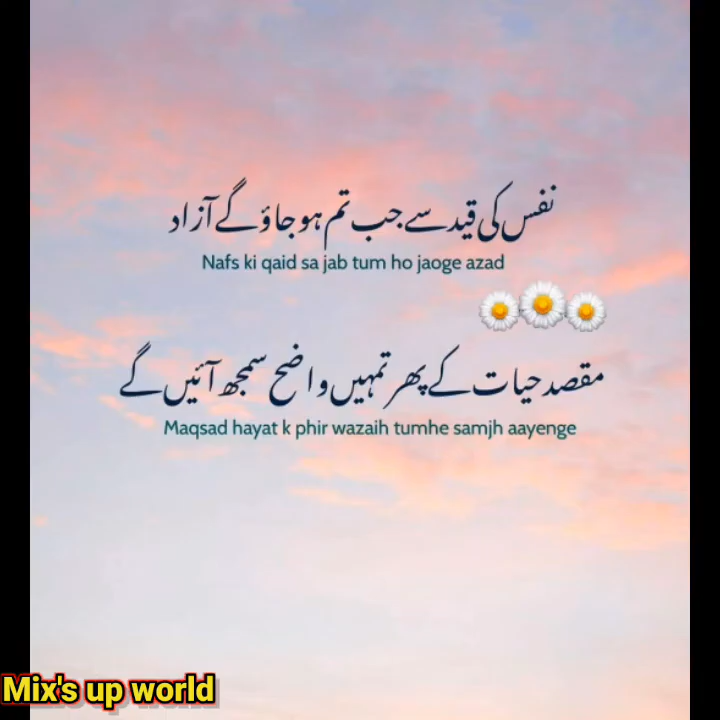 نفس کی قید سے جب تم ہو جاؤ گے آزاد
Nafs ki qaid sa jab tum ho jaoge azad
مقصد حیات کے پھر تمہیں واضح سمجھ آئیں گے
Maqsad hayat k phir wazaih tumhe samjh aayenge
Mix's up world